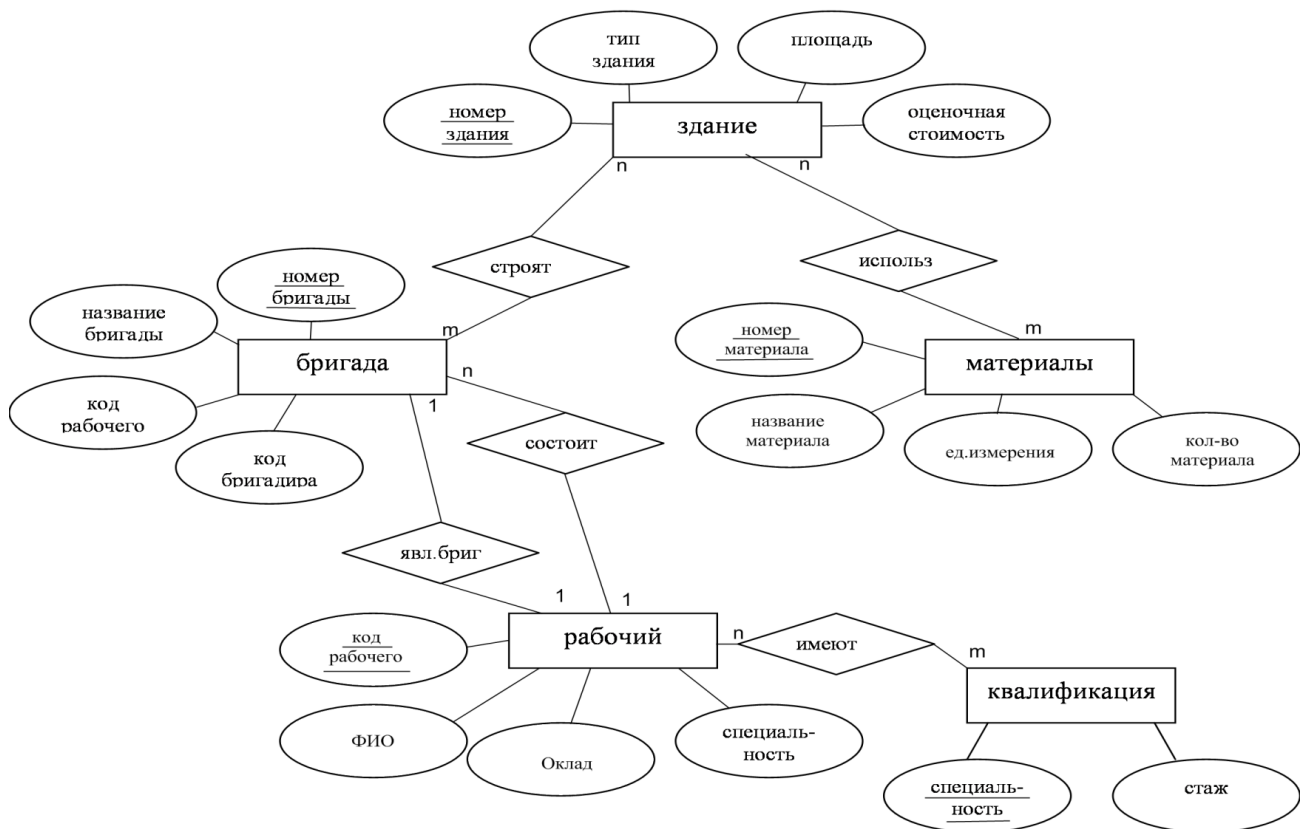 тип
здания
площадь
номер
здания
здание
оценочная
стоимость
n
n
строят
использ
номер
бригады
название
бригады
m
m
номер
материала
бригада
n
материалы
1
код
рабочего
название
материала
состоит
ед.измерения
кол-во
материала
код
бригадира
явл.бриг
1
1
код
рабочего
рабочий
n
имеют
m
квалификация
ФИО
Оклад
специаль-
ность
специаль-
ность
стаж